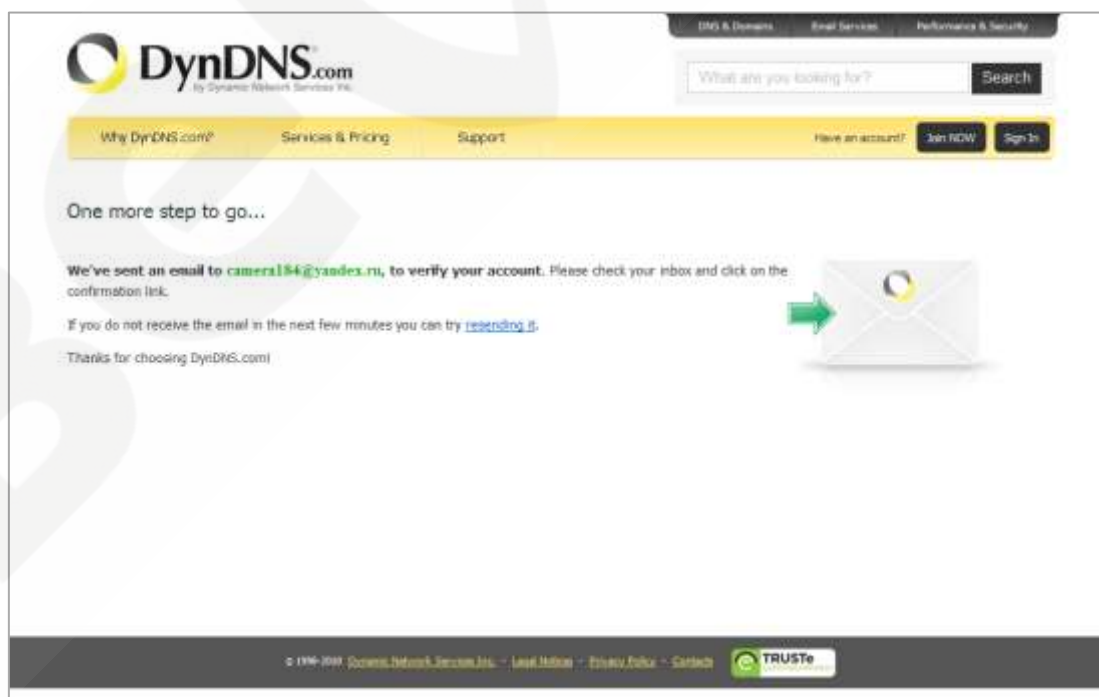 DNS & Domains Email Services Performance & Security
DynDNS.com
by Dynamic Network Services Inc.
What are you looking for? Search
Why DynDNS.com? Services & Pricing Support Have an account? Join NOW Sign In
One more step to go...
We've sent an email to camera184@yandex.ru, to verify your account. Please check your inbox and click on the
confirmation link.
If you do not receive the email in the next few minutes you can try resending it.
Thanks for choosing DynDNS.com!
© 1998-2010 Dynamic Network Services Inc. - Legal Notices - Privacy Policy - Contacts TRUSTe